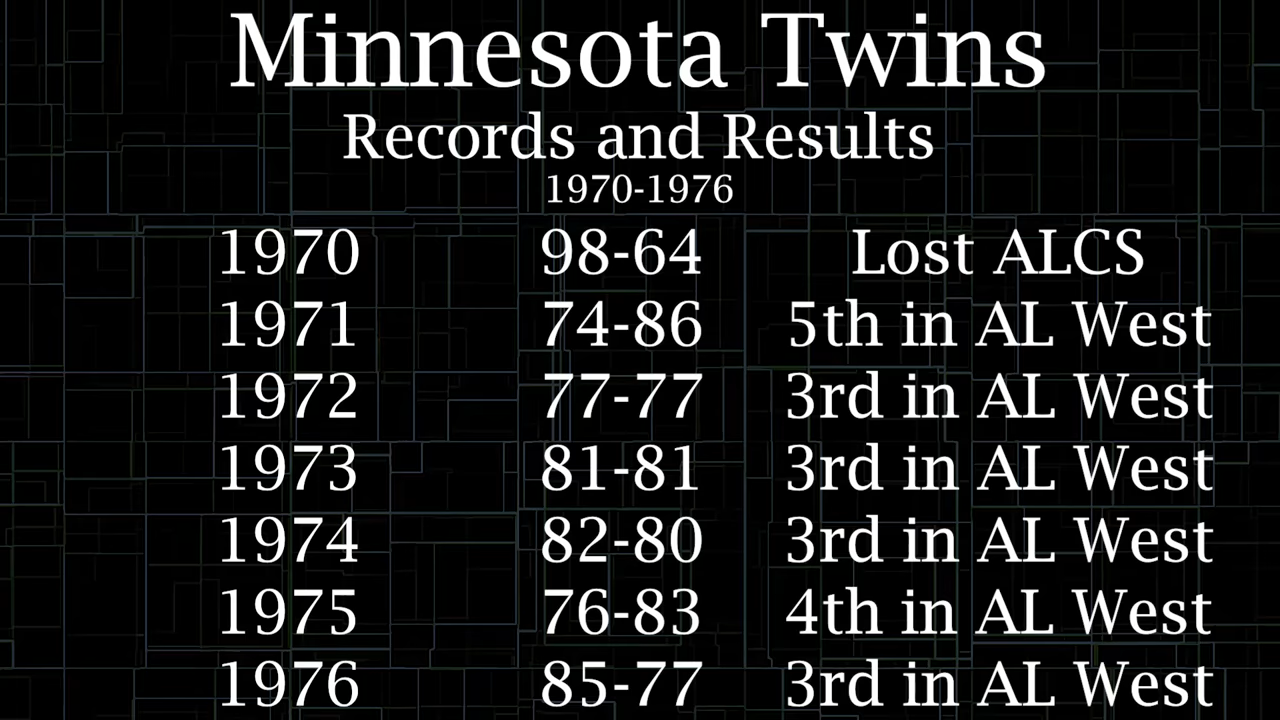 Minnesota Twins
Records and Results
1970-1976
1970 98-64 Lost ALCS
1971 74-86 5th in AL West
1972 77-77 3rd in AL West
1973 81-81 3rd in AL West
1974 82-80 3rd in AL West
1975 76-83 4th in AL West
1976 85-77 3rd in AL West